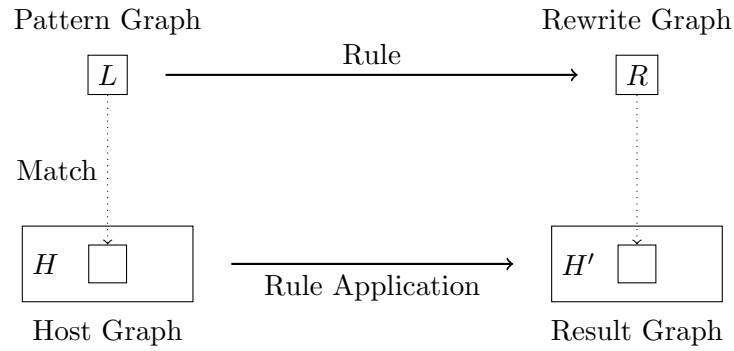 Pattern Graph
Rewrite Graph
Rule
L
R
Match
H
H′
Rule Application
Host Graph
Result Graph